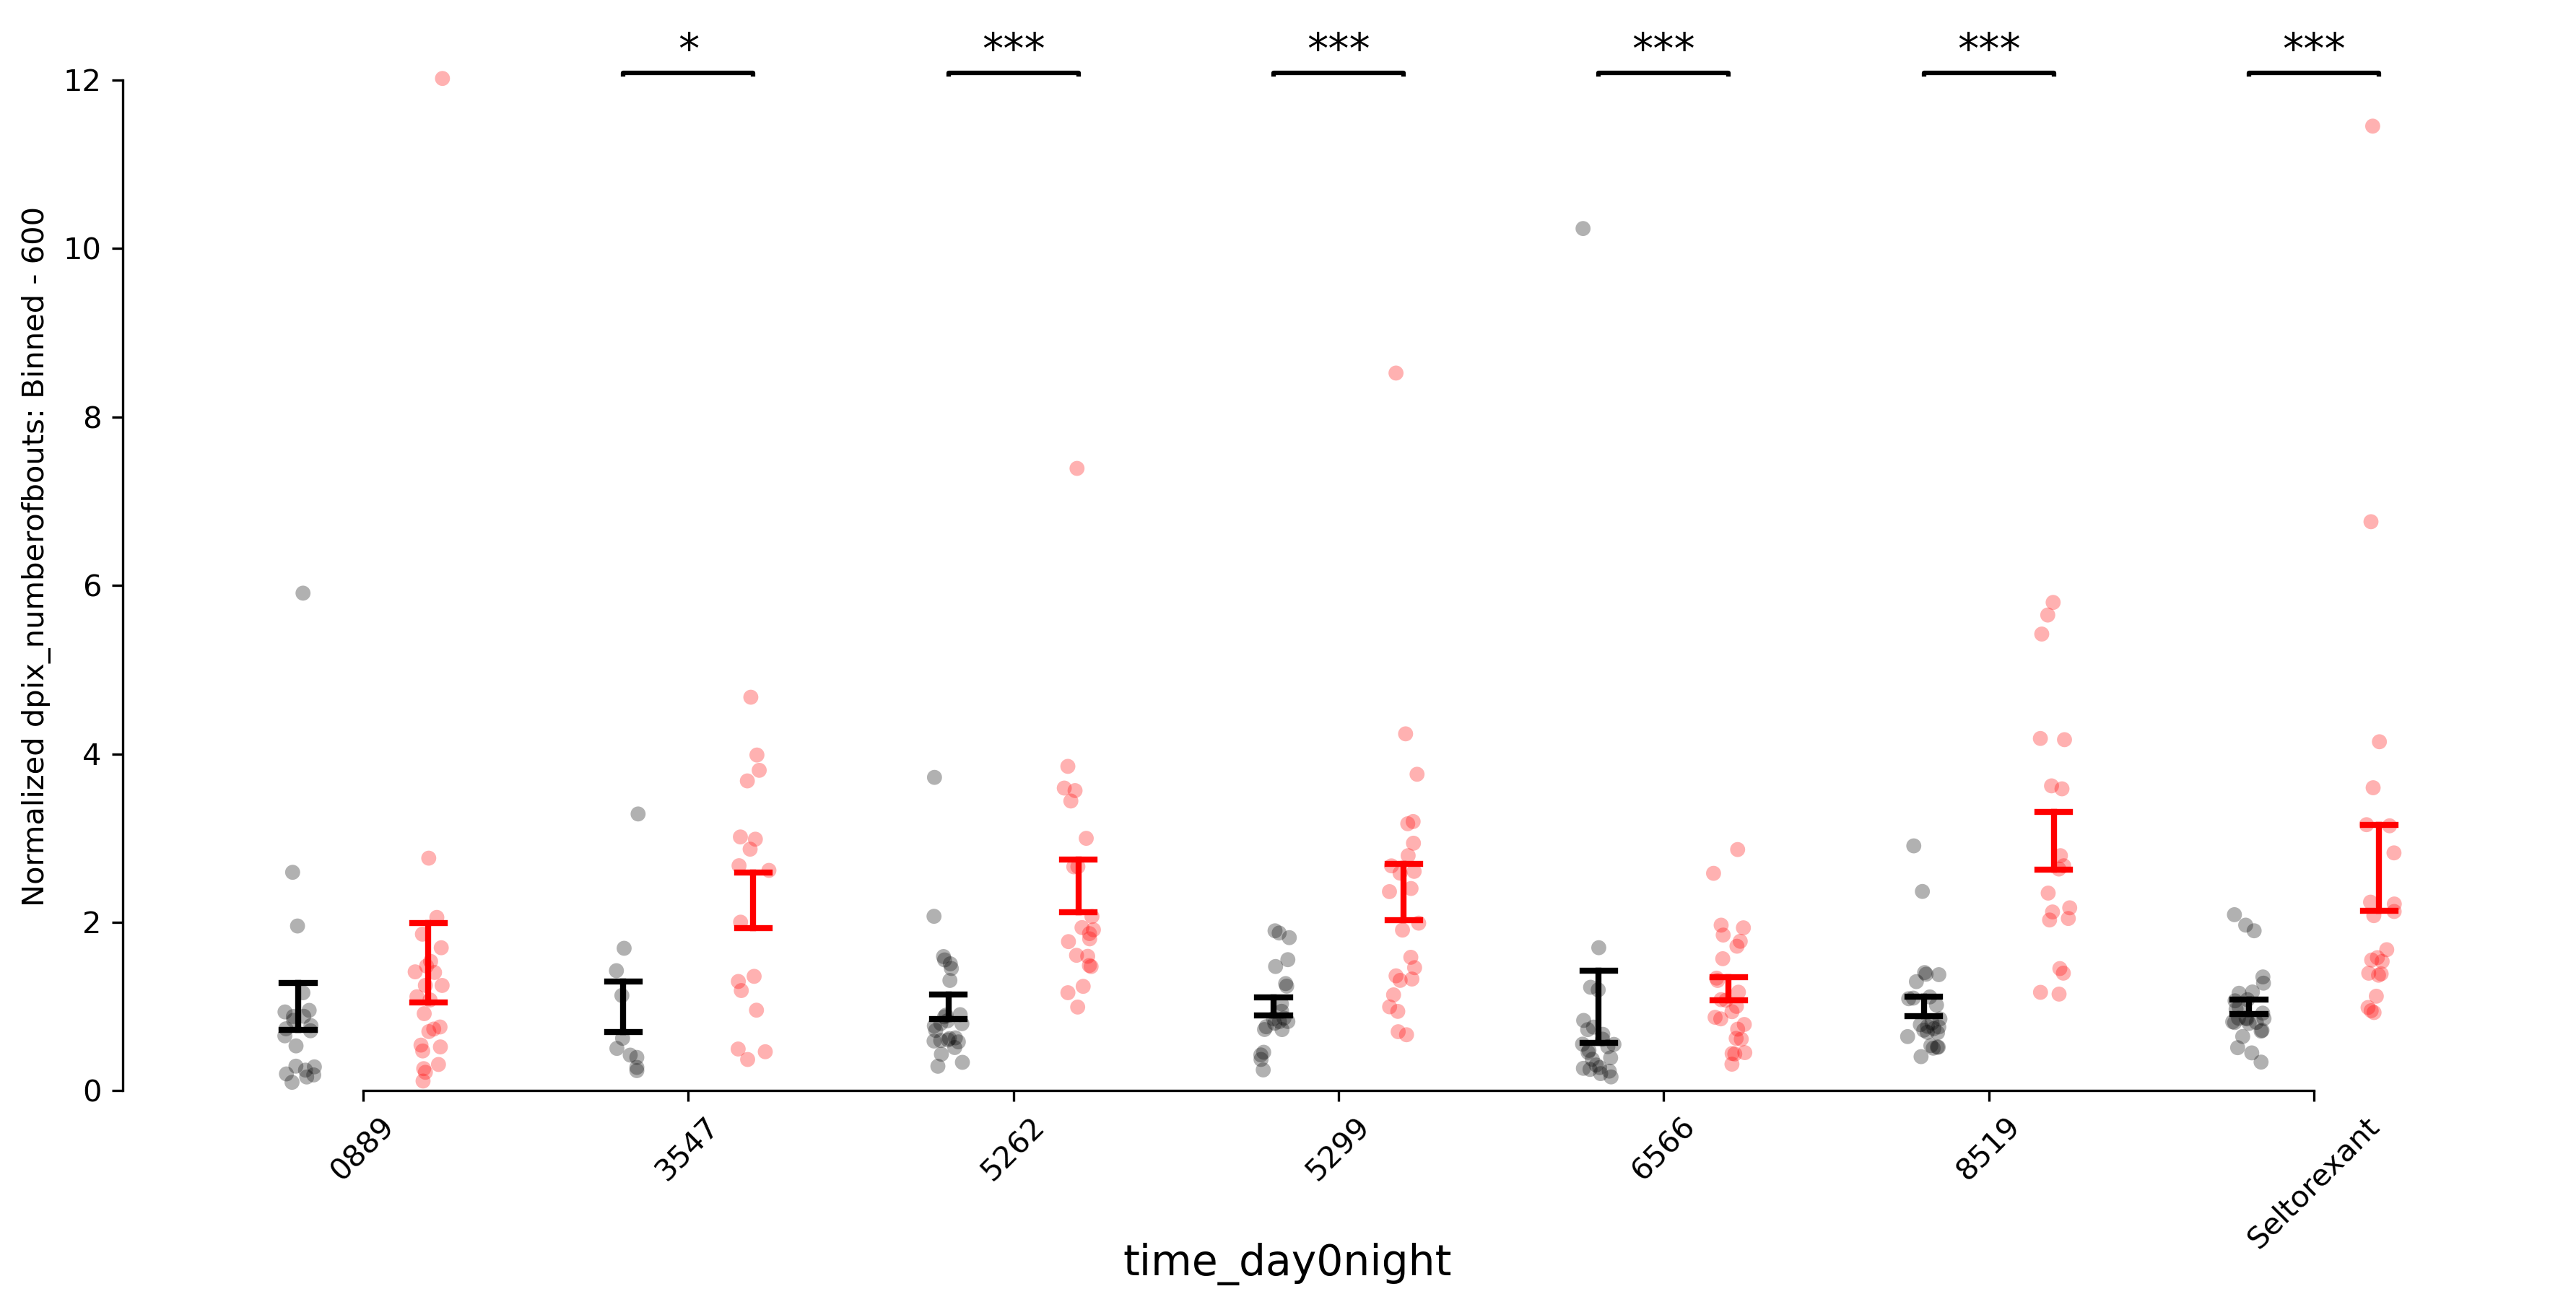 * *** *** *** *** ***
Normalized dpix_numberofbouts: Binned - 600
12
10
8
6
4
2
0
0889 3547 5262 5299 6566 8519 Seltorexant
time_day0night